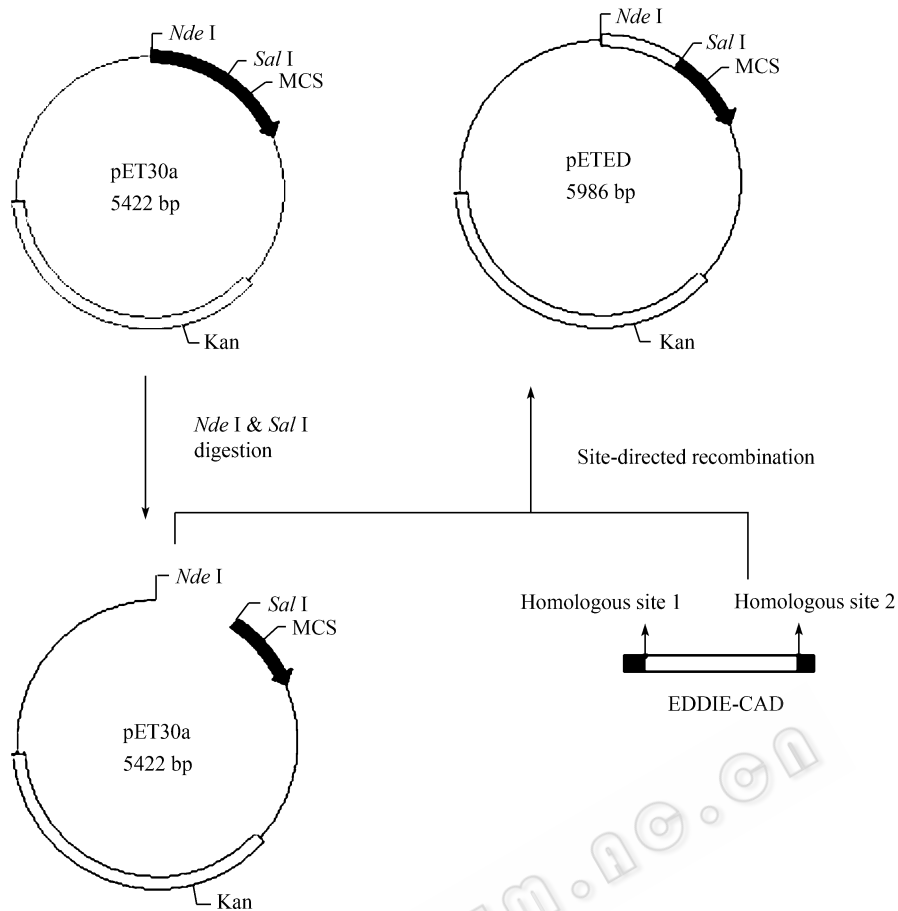 Nde I
Sal I
MCS
pET30a
5422 bp
Kan
Nde I
Sal I
MCS
pETED
5986 bp
Kan
Nde I & Sal I
digestion
Site-directed recombination
Nde I
Sal I
MCS
pET30a
5422 bp
Kan
Homologous site 1
Homologous site 2
EDDIE-CAD